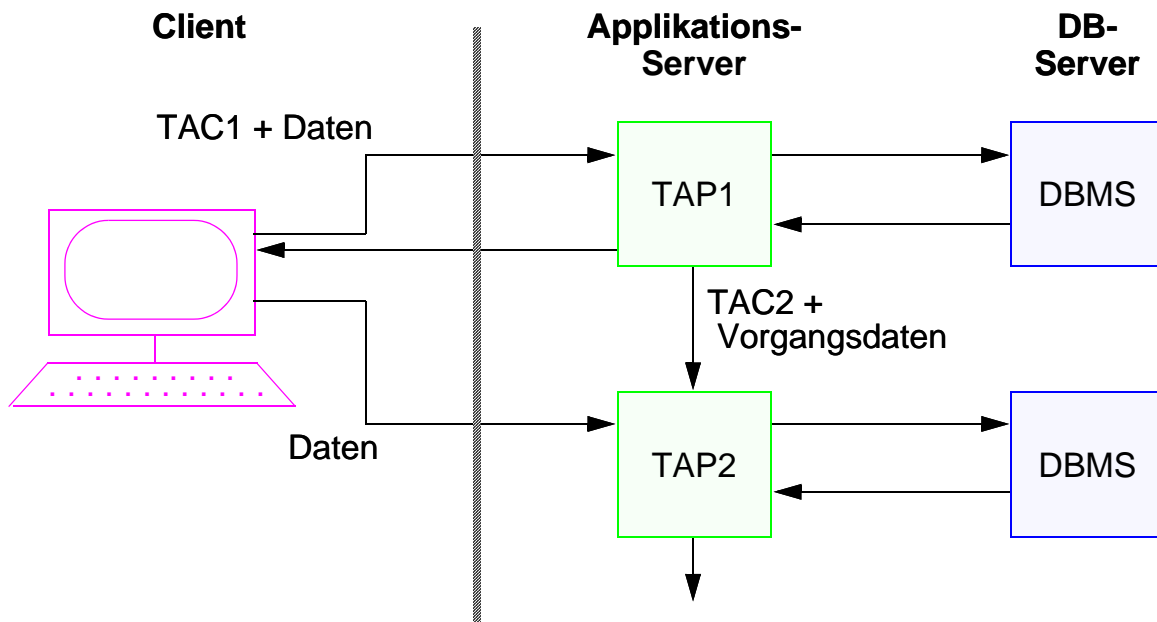 Client
Applikations-
Server
DB-
Server
TAC1 + Daten
TAP1
DBMS
TAC2 +
Vorgangsdaten
Daten
TAP2
DBMS